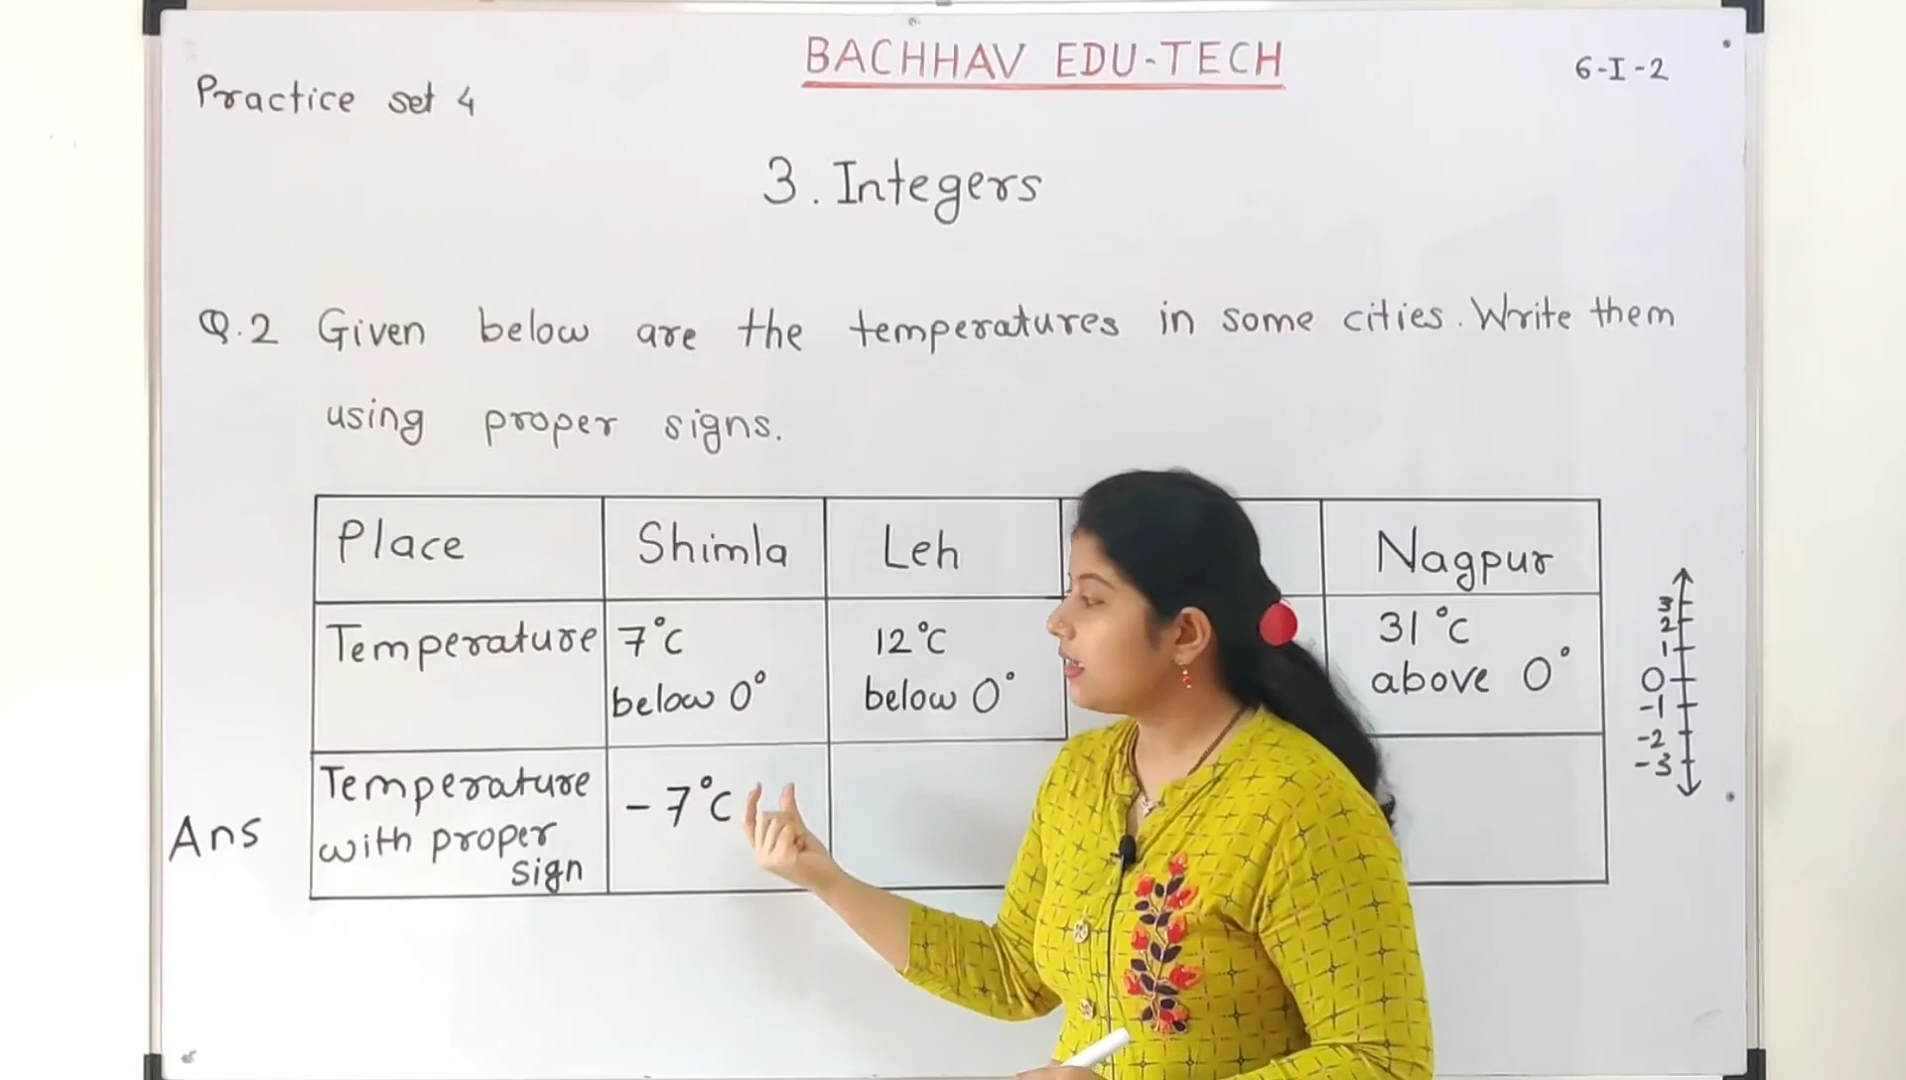 BACHHAV EDU-TECH
6-I-2
Practice set 4
3. Integers
Q.2 Given below are the temperatures in some cities. Write them
using proper signs.
Place Shimla Leh Nagpur
Temperature 7°C below 0° 12°C below 0° 31°C above 0°
Ans Temperature with proper sign -7°C
3
2
1
0
-1
-2
-3